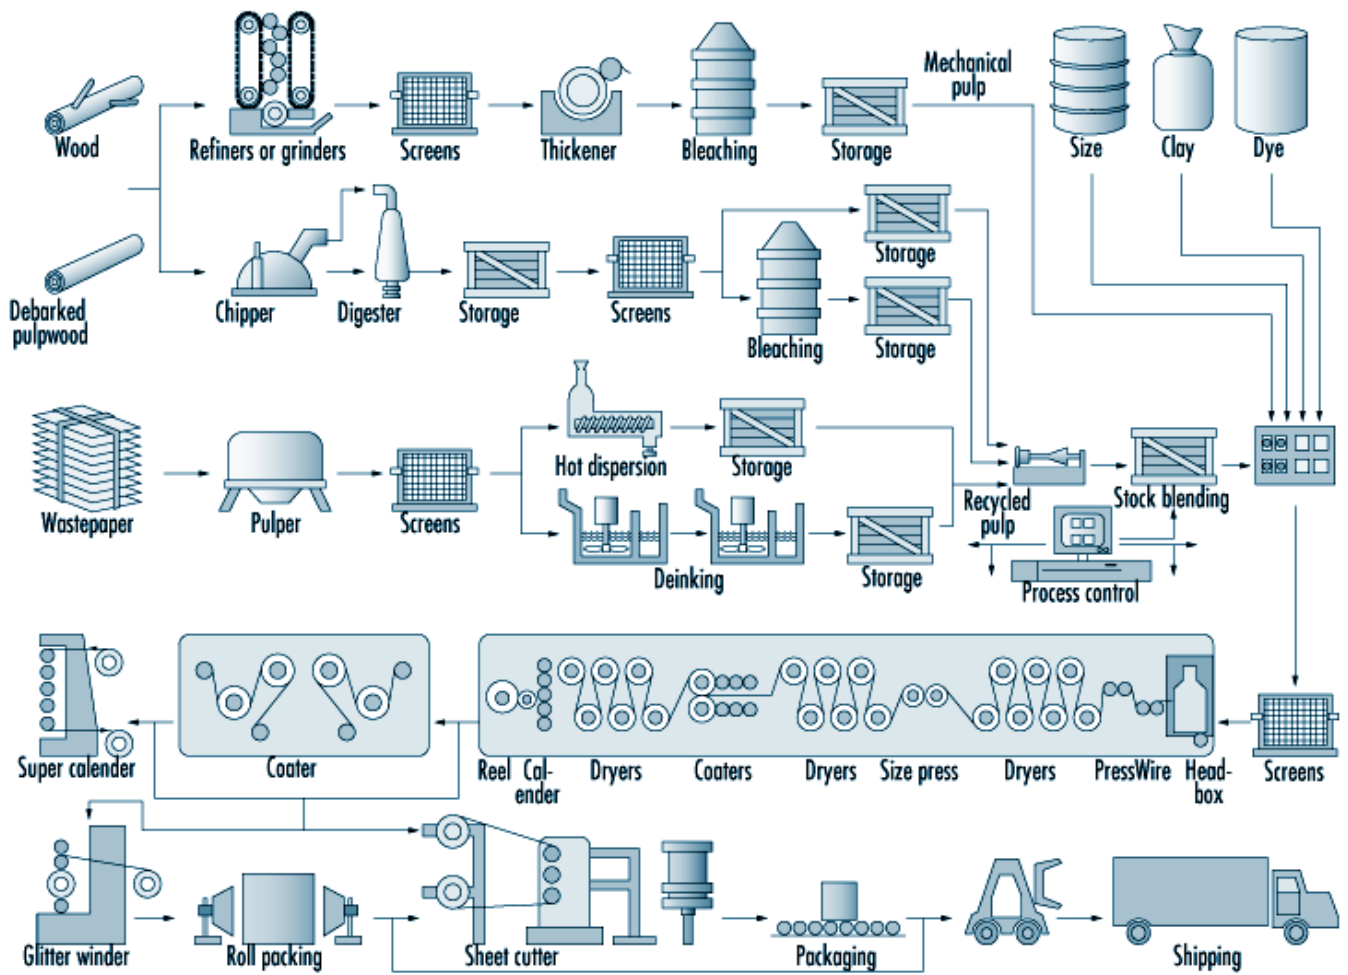 Mechanical
pulp
Wood
Refiners or grinders
Screens
Thickener
Bleaching
Storage
Size
Clay
Dye
Storage
Debarked
pulpwood
Chipper
Digester
Storage
Screens
Bleaching
Storage
Hot dispersion
Storage
Wastepaper
Pulper
Screens
Recycled
pulp
Stock blending
Deinking
Storage
Process control
Super calender
Coater
Reel
Cal-
ender
Dryers
Coaters
Dryers
Size press
Dryers
Press
Wire
Head-
box
Screens
Glitter winder
Roll packing
Sheet cutter
Packaging
Shipping